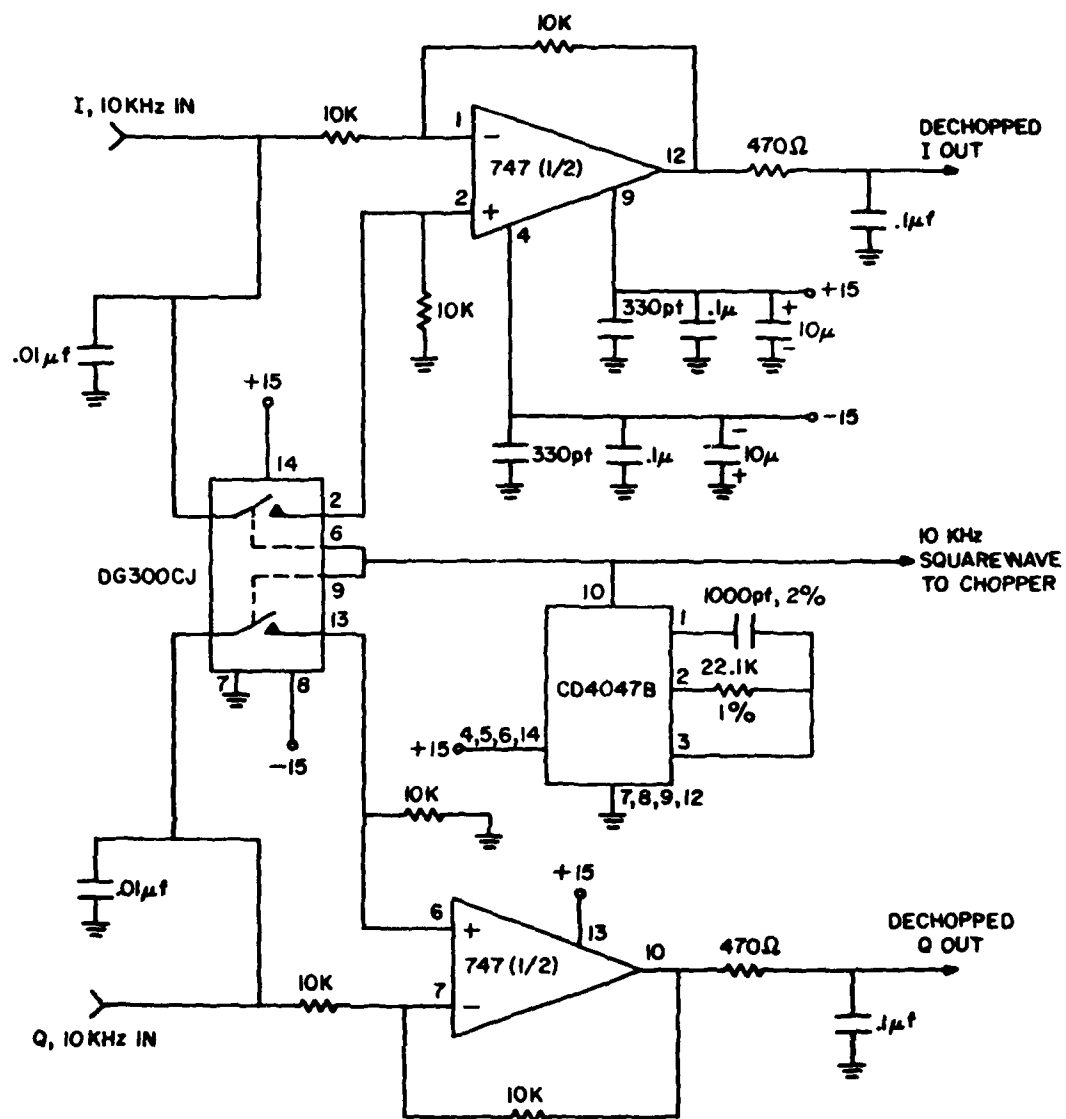 10K
I, 10KHz IN
10K
1
−
747 (1/2)
12
470Ω
DECHOPPED
I OUT
2
+
9
4
.1µf
10K
330pf
.1µ
+
10µ
−
+15
.01µf
+15
−15
330pf
.1µ
−
10µ
+
14
2
6
DG300CJ
9
13
7
8
−15
10 KHz
SQUAREWAVE
TO CHOPPER
10
1
1000pf, 2%
CD4047B
2
22.1K
1%
3
+15
4,5,6,14
7,8,9,12
10K
.01µf
+15
6
+
13
747 (1/2)
10
470Ω
DECHOPPED
Q OUT
7
−
10K
Q, 10KHz IN
.1µf
10K